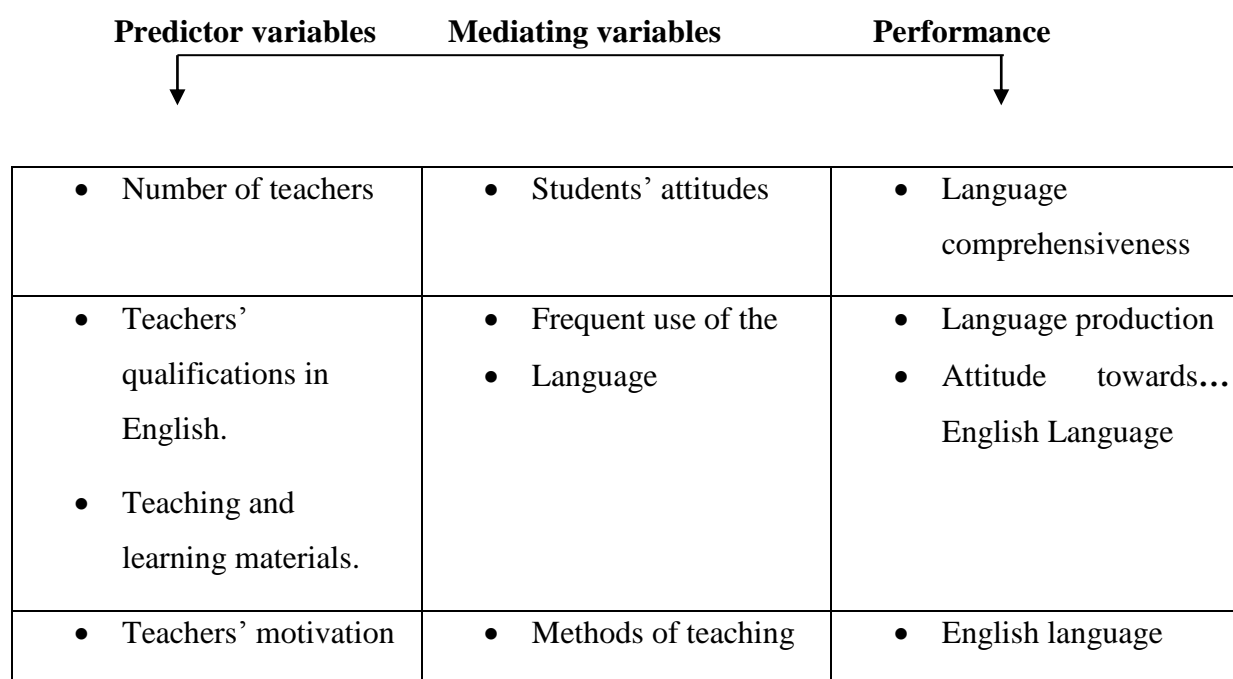 Predictor variables Mediating variables Performance
• Number of teachers
• Students’ attitudes
• Language
comprehensiveness
• Teachers’
qualifications in
English.
• Teaching and
learning materials.
• Frequent use of the
• Language
• Language production
• Attitude towards…
English Language
• Teachers’ motivation
• Methods of teaching
• English language